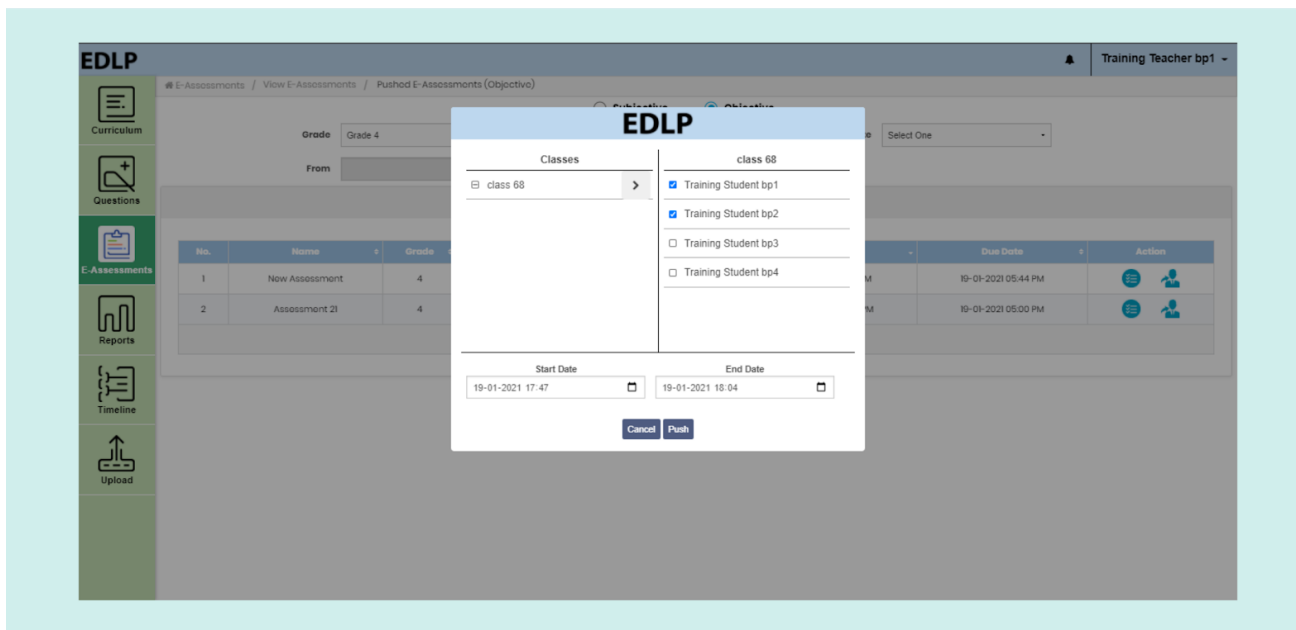 EDLP
Training Teacher bp1
E-Assessments / View E-Assessments / Pushed E-Assessments (Objective)
Curriculum
Questions
E-Assessments
Reports
Timeline
Upload
Subjective Objective
Grade Grade 4
Select One
From
No. Name Grade Due Date Action
1 New Assessment 4 19-01-2021 05:44 PM
2 Assessment 21 4 19-01-2021 05:00 PM
EDLP
Classes
class 68
class 68
Training Student bp1
Training Student bp2
Training Student bp3
Training Student bp4
Start Date
19-01-2021 17:47
End Date
19-01-2021 18:04
Cancel Push